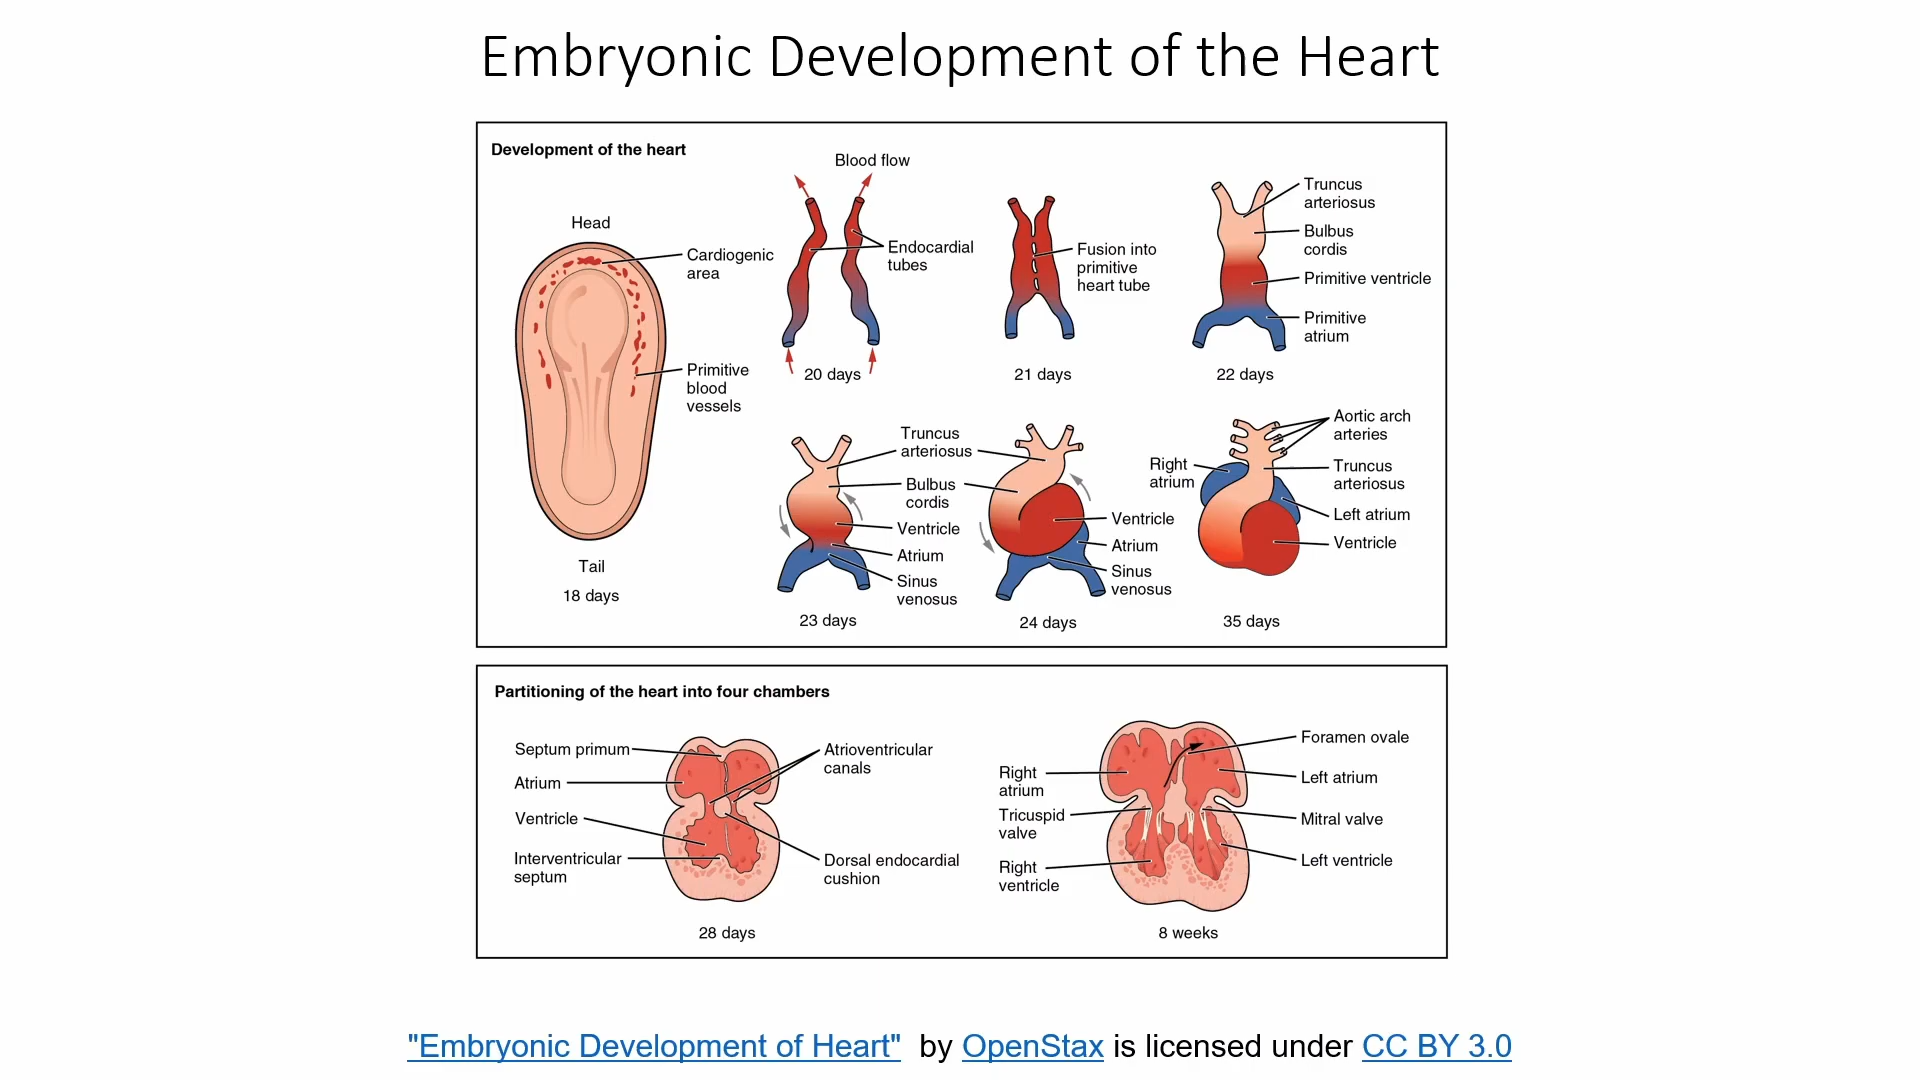 Embryonic Development of the Heart
Development of the heart
Head
Cardiogenic
area
Primitive
blood
vessels
Tail
18 days
Blood flow
Endocardial
tubes
20 days
Fusion into
primitive
heart tube
21 days
Truncus
arteriosus
Bulbus
cordis
Primitive ventricle
Primitive
atrium
22 days
Truncus
arteriosus
Bulbus
cordis
Ventricle
Atrium
Sinus
venosus
23 days
Ventricle
Atrium
Sinus
venosus
24 days
Right
atrium
Aortic arch
arteries
Truncus
arteriosus
Left atrium
Ventricle
35 days
Partitioning of the heart into four chambers
Septum primum
Atrium
Ventricle
Interventricular
septum
Atrioventricular
canals
Dorsal endocardial
cushion
28 days
Right
atrium
Tricuspid
valve
Right
ventricle
Foramen ovale
Left atrium
Mitral valve
Left ventricle
8 weeks
"Embryonic Development of Heart" by OpenStax is licensed under CC BY 3.0